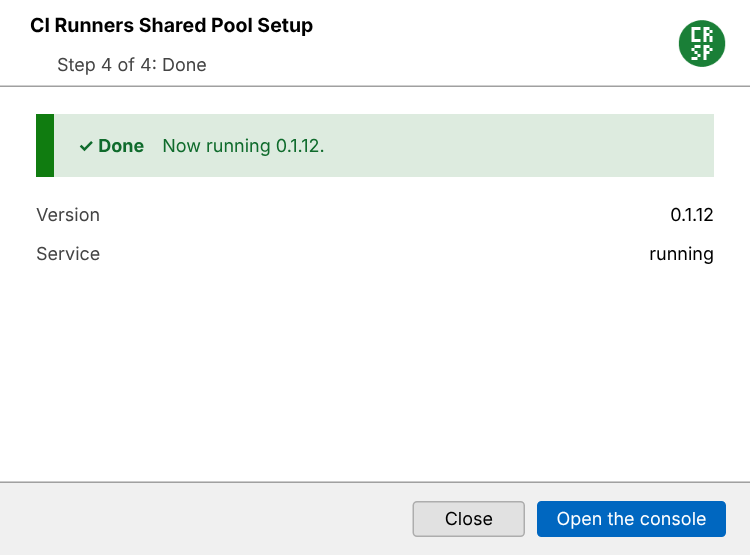 CI Runners Shared Pool Setup
Step 4 of 4: Done
CR
SP
✓ Done Now running 0.1.12.
Version 0.1.12
Service running
Close Open the console